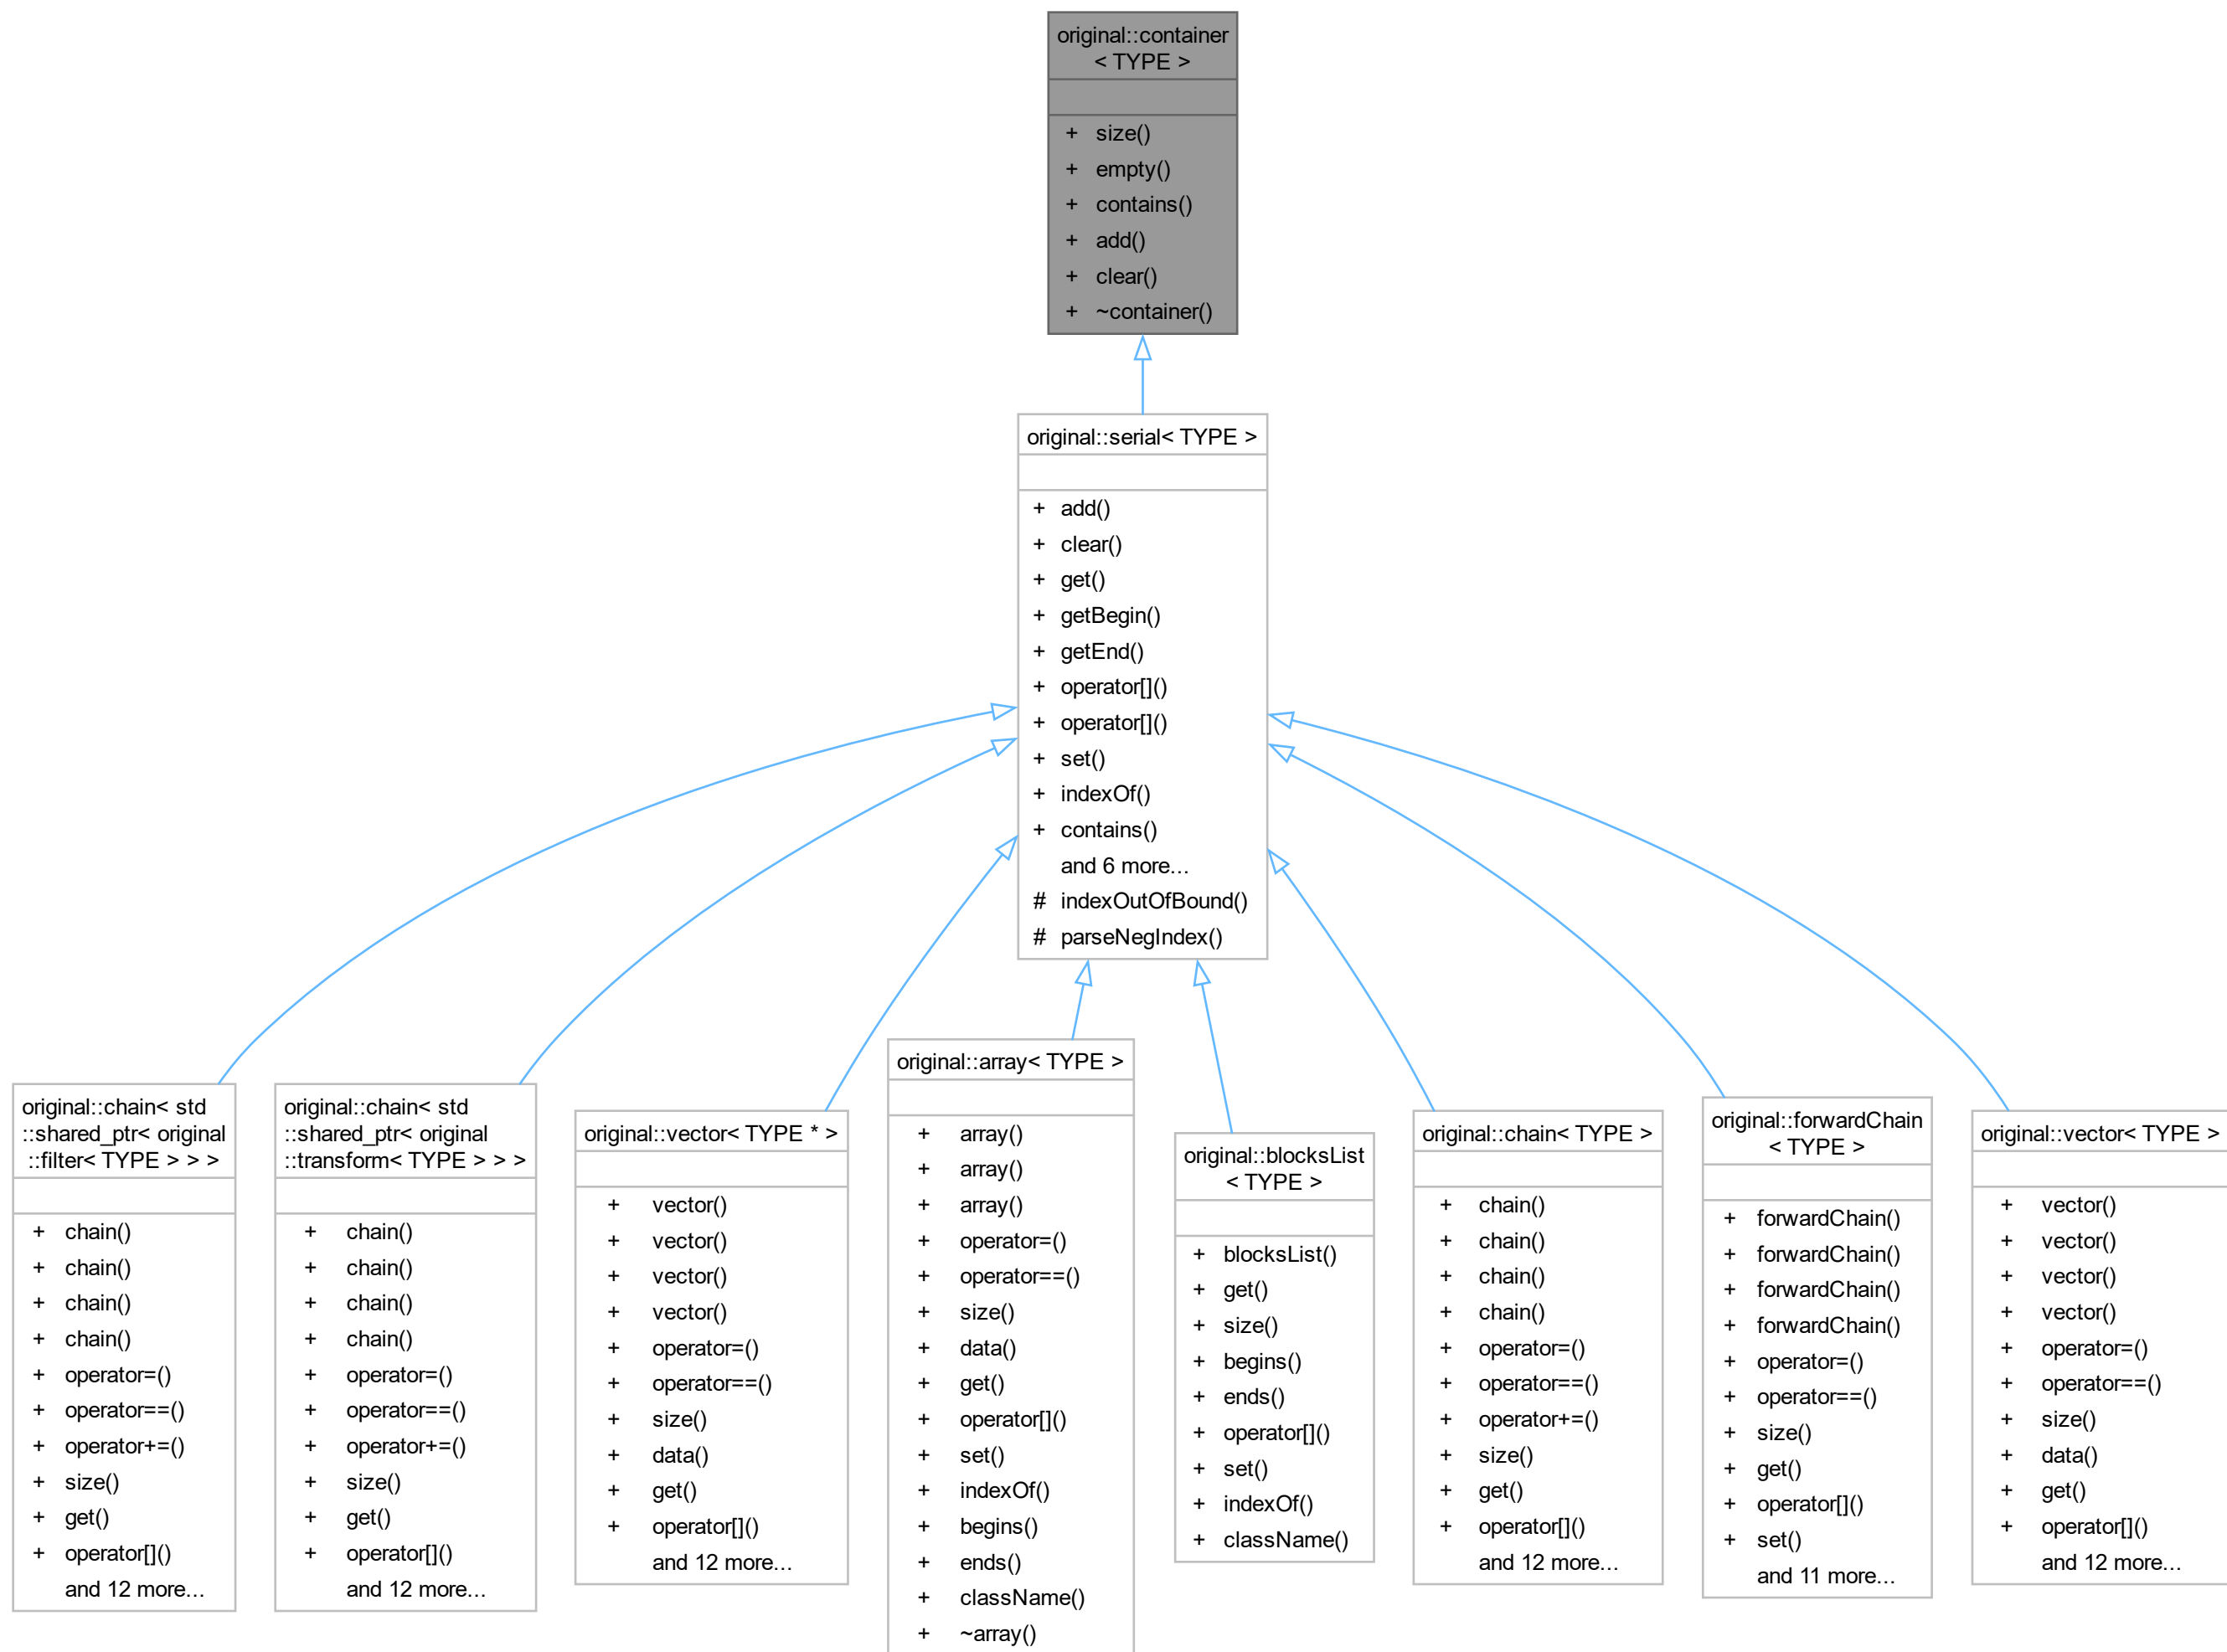 original::container
< TYPE >
+ size()
+ empty()
+ contains()
+ add()
+ clear()
+ ~container()
original::serial< TYPE >
+ add()
+ clear()
+ get()
+ getBegin()
+ getEnd()
+ operator[]()
+ operator[]()
+ set()
+ indexOf()
+ contains()
and 6 more...
# indexOutOfBound()
# parseNegIndex()
original::chain< std
::shared_ptr< original
::filter< TYPE > > >
+ chain()
+ chain()
+ chain()
+ chain()
+ operator=()
+ operator==()
+ operator+=()
+ size()
+ get()
+ operator[]()
and 12 more...
original::chain< std
::shared_ptr< original
::transform< TYPE > > >
+ chain()
+ chain()
+ chain()
+ chain()
+ operator=()
+ operator==()
+ operator+=()
+ size()
+ get()
+ operator[]()
and 12 more...
original::vector< TYPE * >
+ vector()
+ vector()
+ vector()
+ vector()
+ operator=()
+ operator==()
+ size()
+ data()
+ get()
+ operator[]()
and 12 more...
original::array< TYPE >
+ array()
+ array()
+ array()
+ operator=()
+ operator==()
+ size()
+ data()
+ get()
+ operator[]()
+ set()
+ indexOf()
+ begins()
+ ends()
+ className()
+ ~array()
original::blocksList
< TYPE >
+ blocksList()
+ get()
+ size()
+ begins()
+ ends()
+ operator[]()
+ set()
+ indexOf()
+ className()
original::chain< TYPE >
+ chain()
+ chain()
+ chain()
+ chain()
+ operator=()
+ operator==()
+ operator+=()
+ size()
+ get()
+ operator[]()
and 12 more...
original::forwardChain
< TYPE >
+ forwardChain()
+ forwardChain()
+ forwardChain()
+ forwardChain()
+ operator=()
+ operator==()
+ size()
+ get()
+ operator[]()
+ set()
and 11 more...
original::vector< TYPE >
+ vector()
+ vector()
+ vector()
+ vector()
+ operator=()
+ operator==()
+ size()
+ data()
+ get()
+ operator[]()
and 12 more...